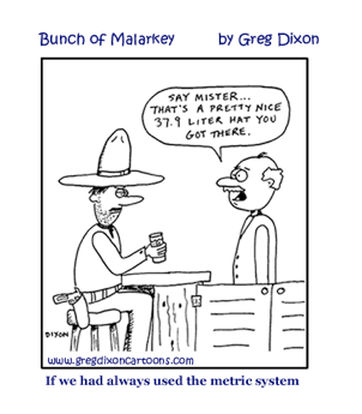 Bunch of Malarkey by Greg Dixon
SAY MISTER...
THAT'S A PRETTY NICE
37.9 LITER HAT YOU
GOT THERE.
DIXON
www.gregdixoncartoons.com
If we had always used the metric system